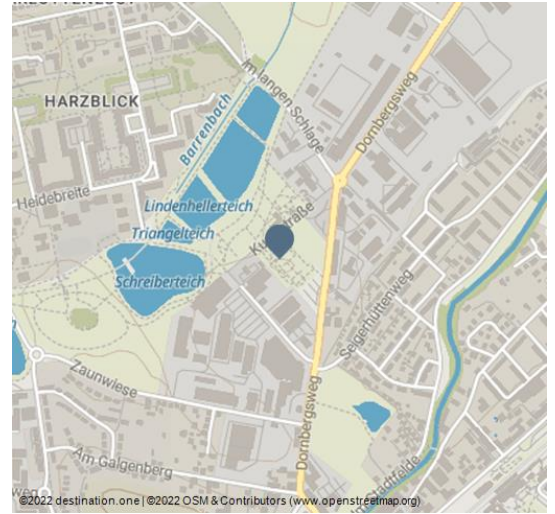 HARZBLICK
Im langen Schlage
Barrenbach
Dornbergsweg
Heidebreite
Lindenhellerteich
Triangelteich
Schreiberteich
Seigerhüttenweg
Zaunwiese
Dornbergsweg
Am Galgenberg
©2022 destination.one | ©2022 OSM & Contributors (www.openstreetmap.org)